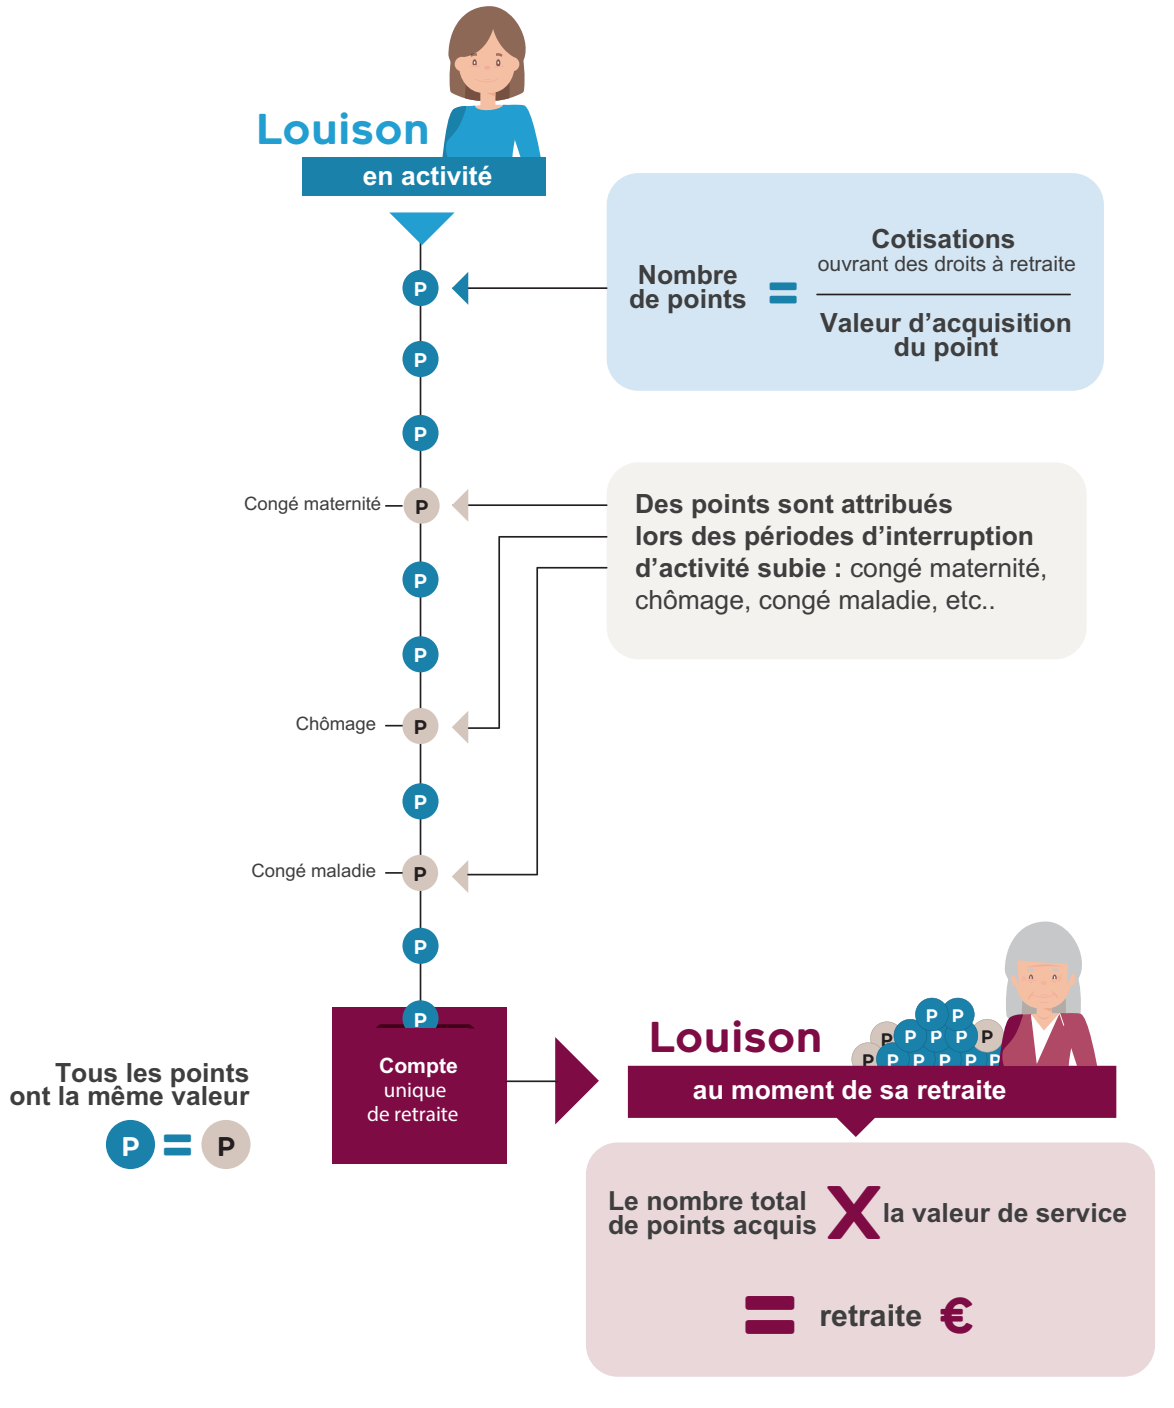 Louison
en activité
Nombre
de points
=
Cotisations
ouvrant des droits à retraite
Valeur d’acquisition
du point
P
P
P
Congé maternité
P
Des points sont attribués
lors des périodes d’interruption
d’activité subie : congé maternité,
chômage, congé maladie, etc..
P
P
Chômage
P
P
Congé maladie
P
P
P
Compte
unique
de retraite
Tous les points
ont la même valeur
P = P
P P
P P P P P
P P P P P P
Louison
au moment de sa retraite
Le nombre total
de points acquis
X
la valeur de service
= retraite €